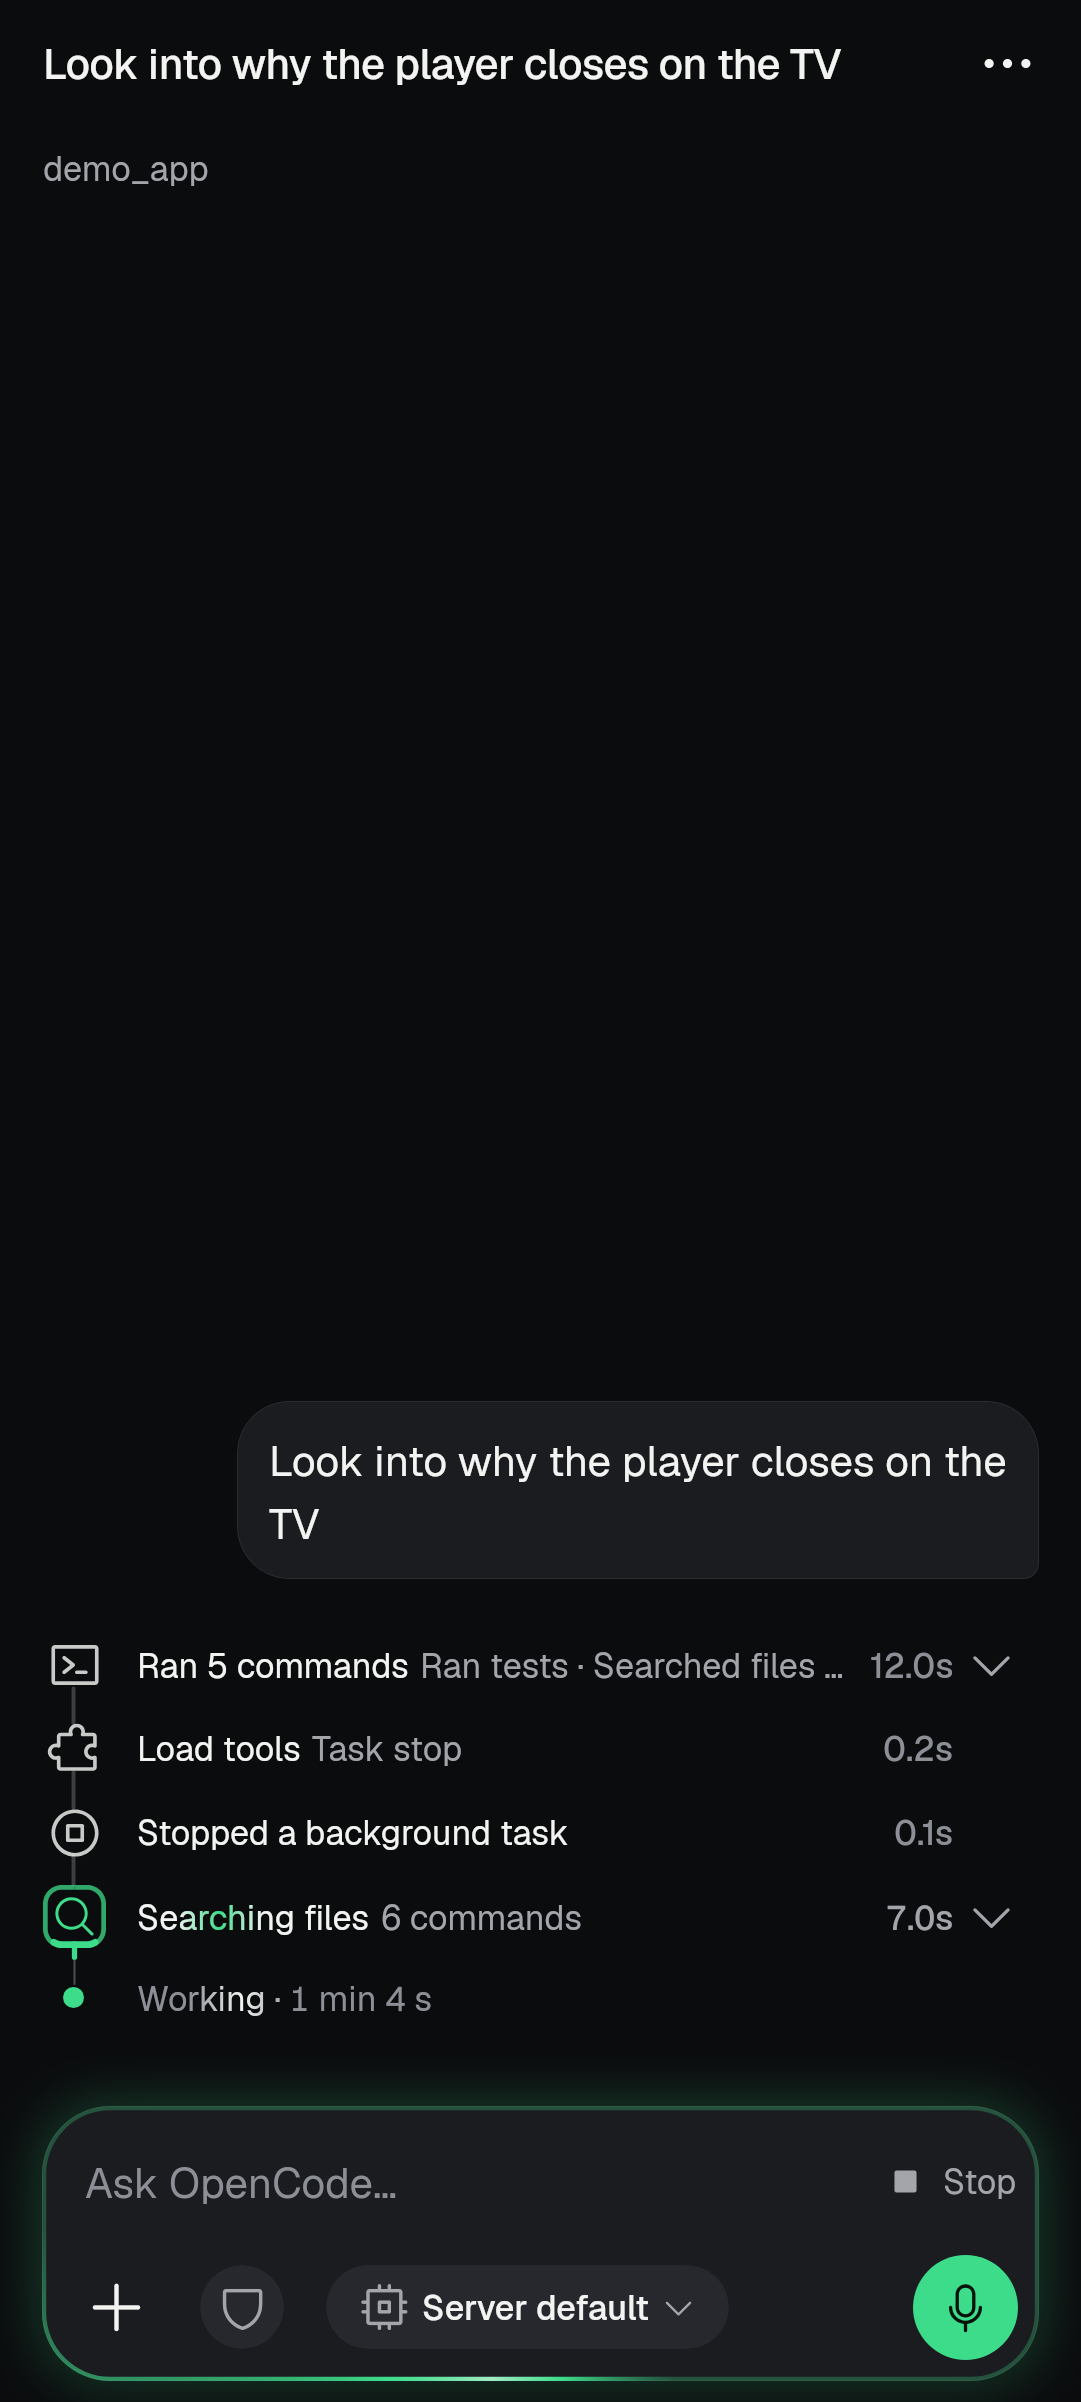 Look into why the player closes on the TV
demo_app
Look into why the player closes on the
TV
Ran 5 commands Ran tests · Searched files ... 12.0s
Load tools Task stop 0.2s
Stopped a background task 0.1s
Searching files 6 commands 7.0s
Working · 1 min 4 s
Ask OpenCode... Stop
Server default